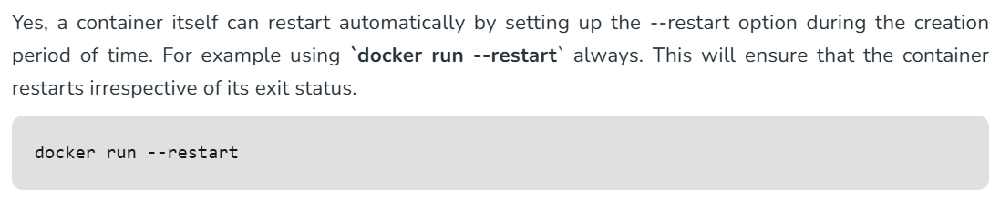 Yes, a container itself can restart automatically by setting up the --restart option during the creation
period of time. For example using `docker run --restart` always. This will ensure that the container
restarts irrespective of its exit status.
docker run --restart